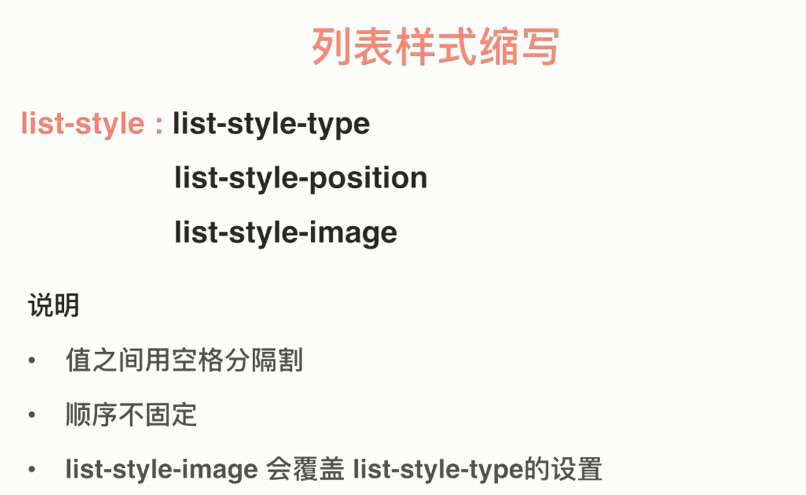 列表样式缩写
list-style : list-style-type
list-style-position
list-style-image
说明
• 值之间用空格分隔割
• 顺序不固定
• list-style-image 会覆盖 list-style-type的设置